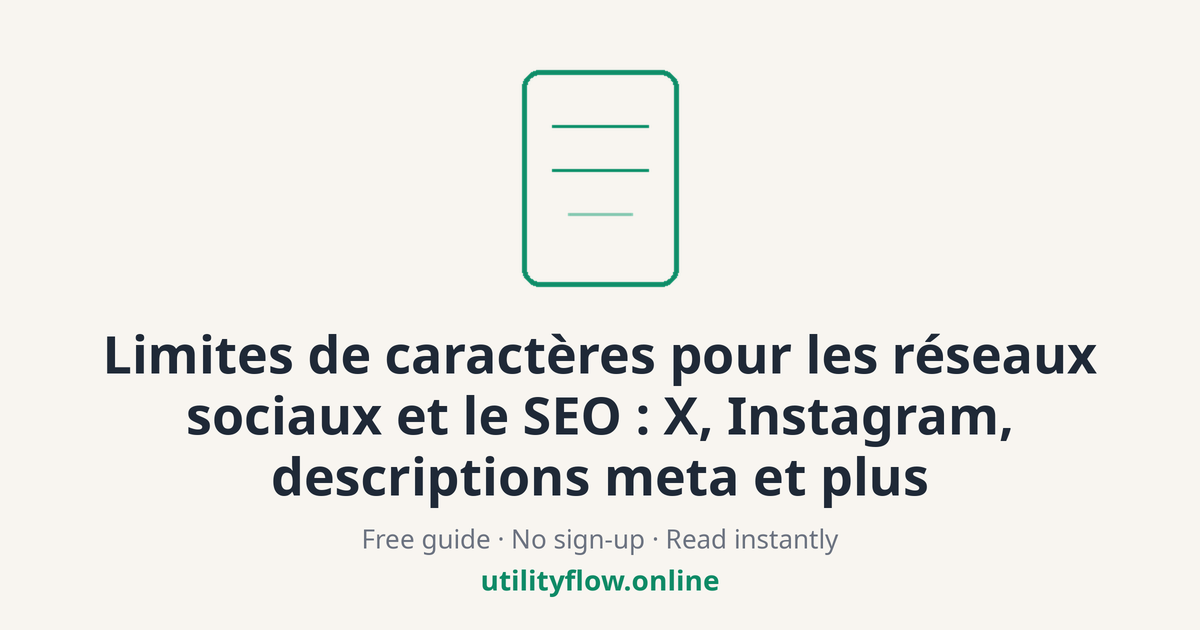 Limites de caractères pour les réseaux
sociaux et le SEO : X, Instagram,
descriptions meta et plus
Free guide · No sign-up · Read instantly
utilityflow.online